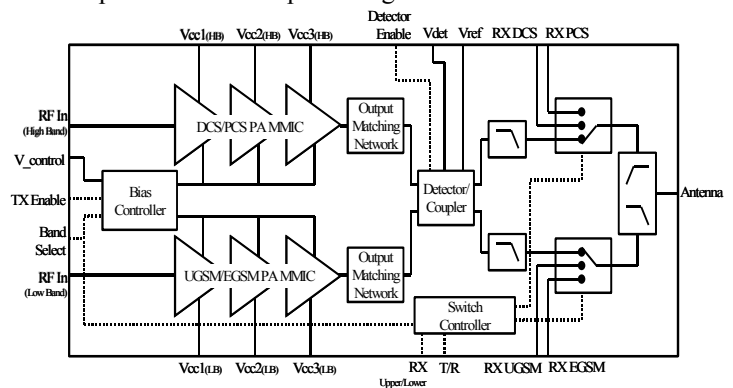 Detector
Enable
Vcc1(HB)
Vcc2(HB)
Vcc3(HB)
Vdet
Vref
RX DCS
RX PCS
RF In
(High Band)
DCS/PCS PA MMIC
Output
Matching
Network
V_control
TX Enable
Bias
Controller
Detector/
Coupler
Antenna
Band
Select
RF In
(Low Band)
UGSM/EGSM PA MMIC
Output
Matching
Network
Switch
Controller
Vcc1(LB)
Vcc2(LB)
Vcc3(LB)
RX
Upper/Lower
T/R
RX UGSM
RX EGSM